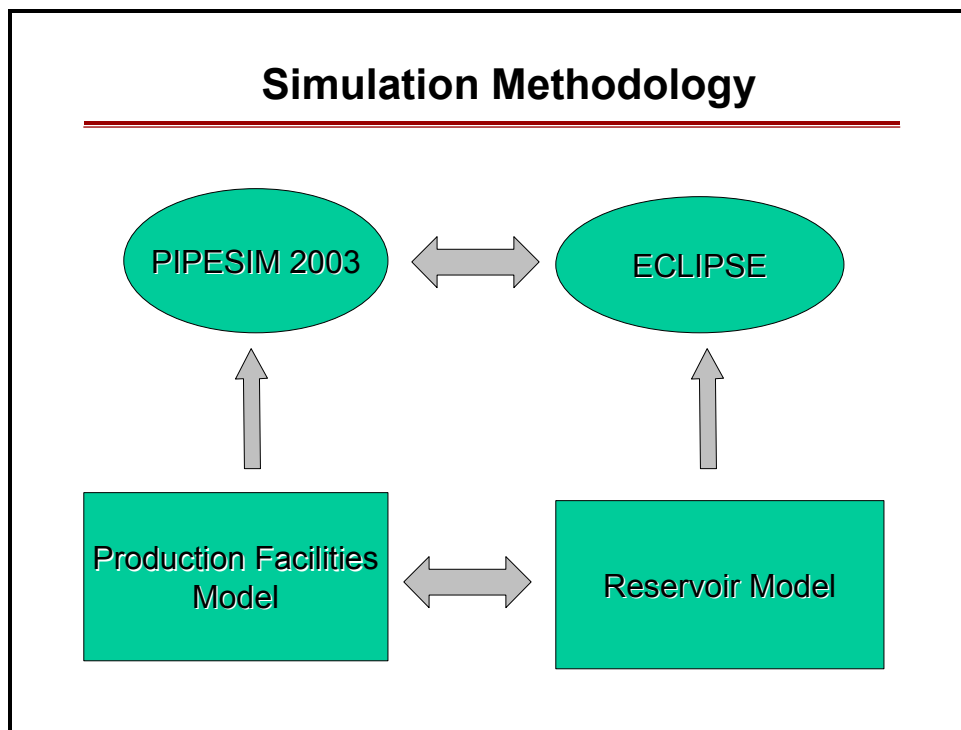 Simulation Methodology
PIPESIM 2003
ECLIPSE
Production Facilities
Model
Reservoir Model